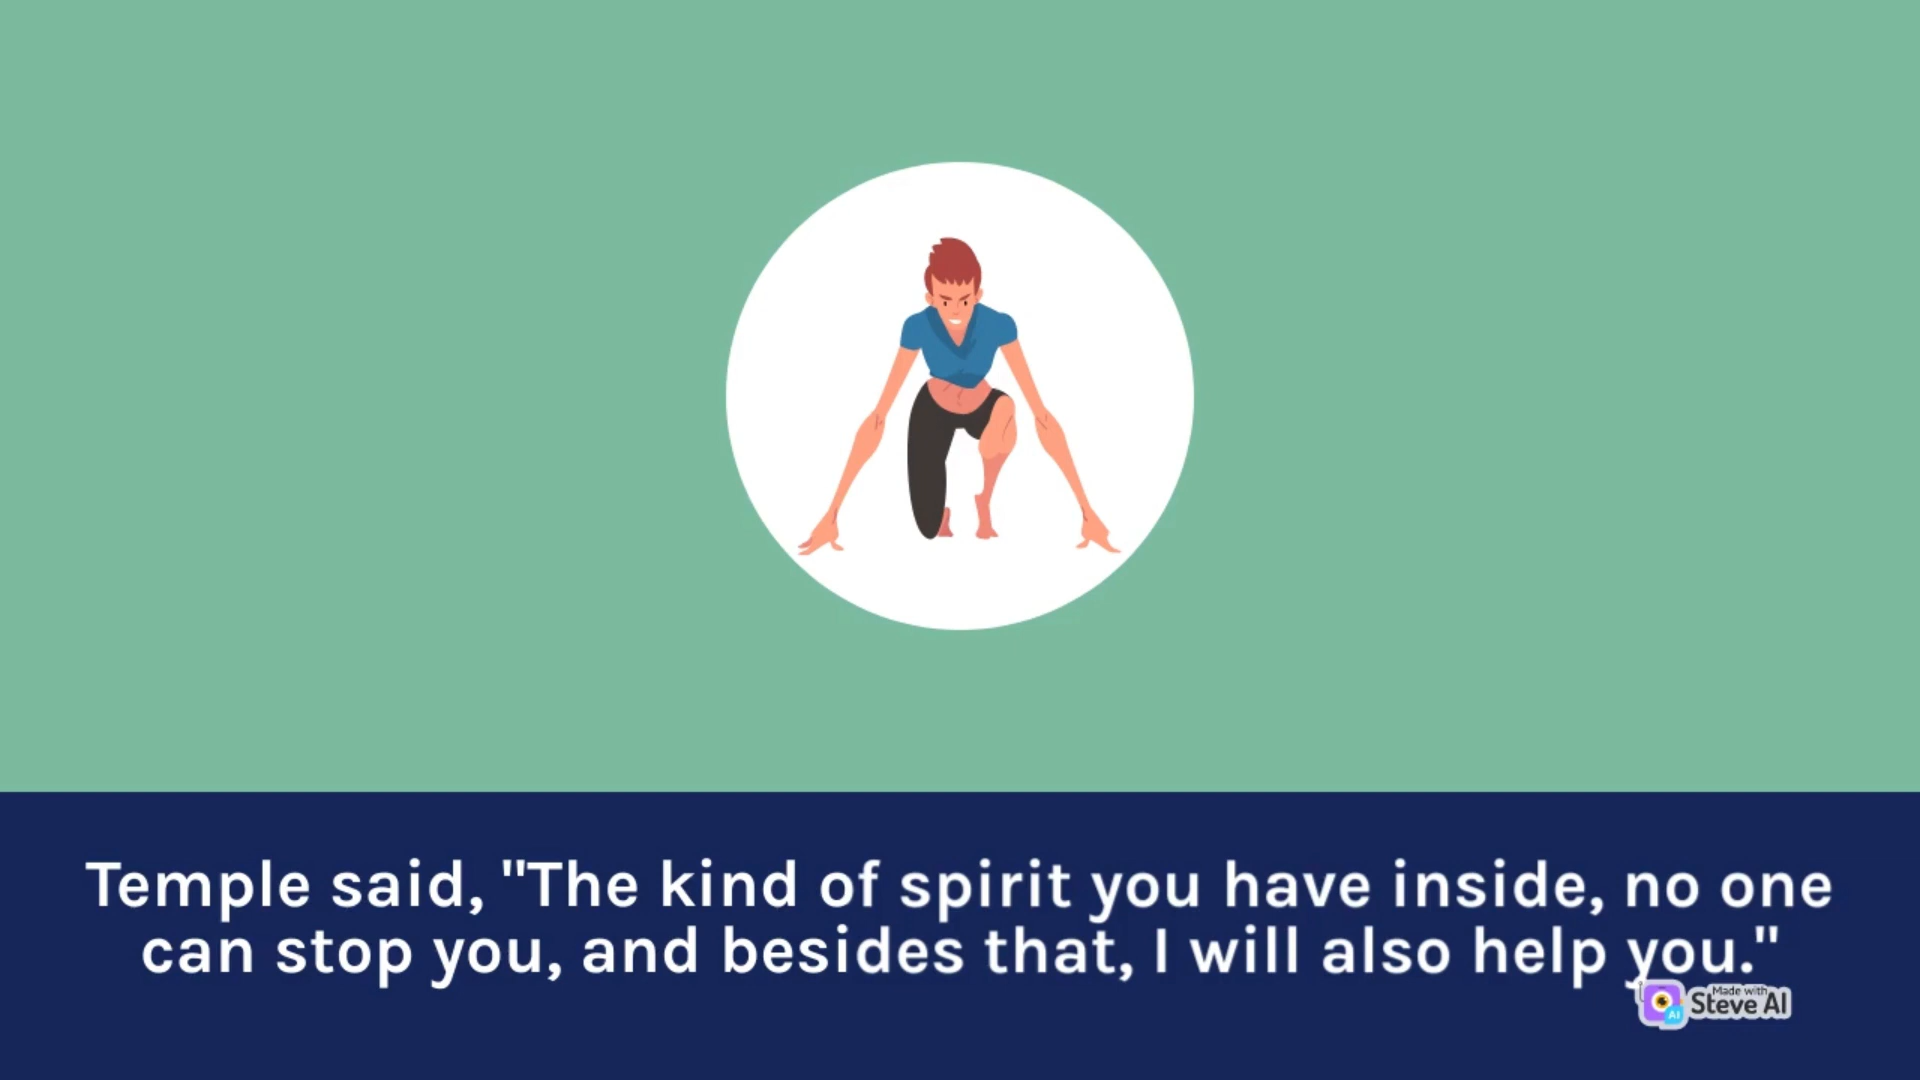 Temple said, "The kind of spirit you have inside, no one
can stop you, and besides that, I will also help you."
Made with
Steve AI
AI